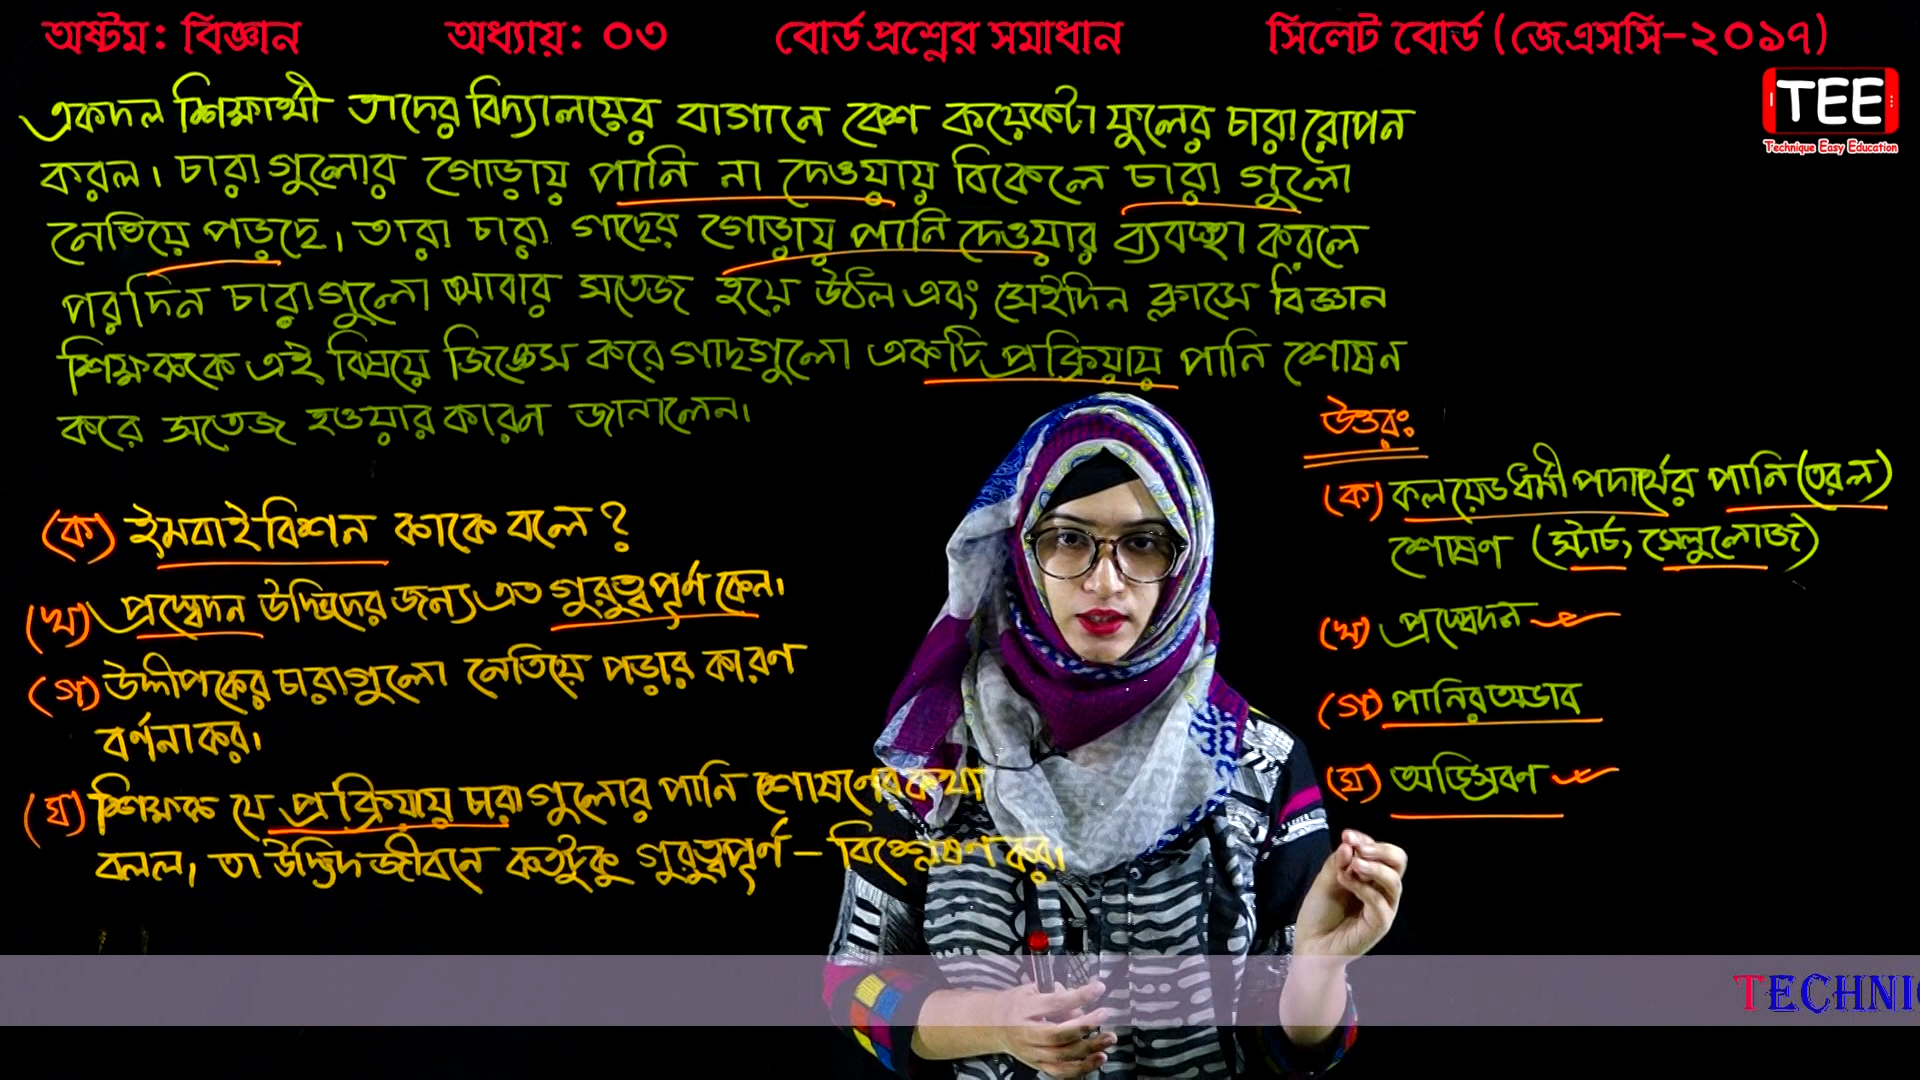 অষ্টম: বিজ্ঞান অধ্যায়: ০৩ বোর্ড প্রশ্নের সমাধান সিলেট বোর্ড (জেএসসি-২০১৭)
TEE
Technique Easy Education
একদল শিক্ষার্থী তাদের বিদ্যালয়ের বাগানে বেশ কয়েকটা ফুলের চারা রোপন
করল। চারাগুলোর গোড়ায় পানি না দেওয়ায় বিকেলে চারা গুলো
নেতিয়ে পড়ছে, তারা চারা গাছের গোড়ায় পানি দেওয়ার ব্যবস্থা করলে
পরদিন চারাগুলো আবার সতেজ হয়ে উঠল এবং সেইদিন ক্লাসে বিজ্ঞান
শিক্ষককে এই বিষয়ে জিজ্ঞেস করে গাছগুলো একটি প্রক্রিয়ায় পানি শোষন
করে সতেজ হওয়ার কারণ জানালেন।
(ক) ইমবাইবিশন কাকে বলে?
(খ) প্রস্বেদন উদ্ভিদের জন্য এত গুরুত্বপূর্ণ কেন।
(গ) উদ্দীপকের চারাগুলো নেতিয়ে পড়ার কারণ
বর্ণনা কর।
(ঘ) শিক্ষক যে প্রক্রিয়ায় চারাগুলোর পানি শোষণের কথা
বলল, তা উদ্ভিদ জীবনে কতটুকু গুরুত্বপূর্ণ – বিশ্লেষণ কর।
উত্তর:
(ক) কলয়েডধর্মী পদার্থের পানি (তরল)
শোষণ (স্টার্চ, সেলুলোজ)
(খ) প্রস্বেদন
(গ) পানির অভাব
(ঘ) অভিস্রবণ
TECHNI